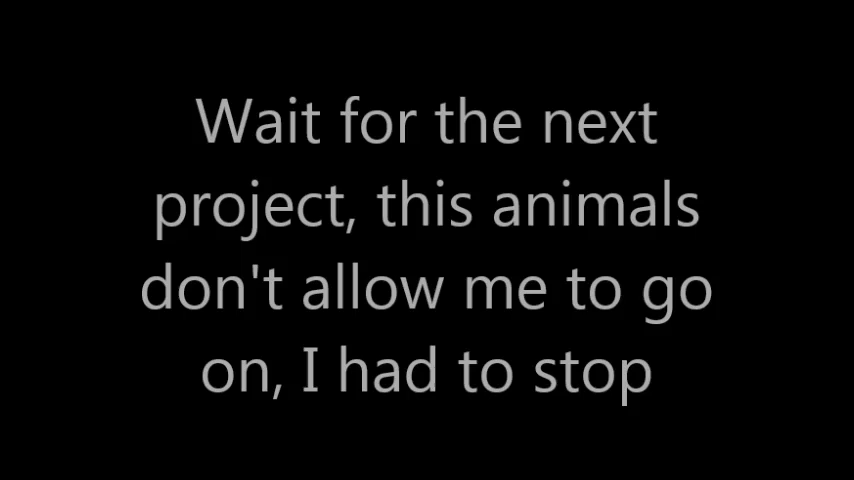 Wait for the next
project, this animals
don't allow me to go
on, I had to stop